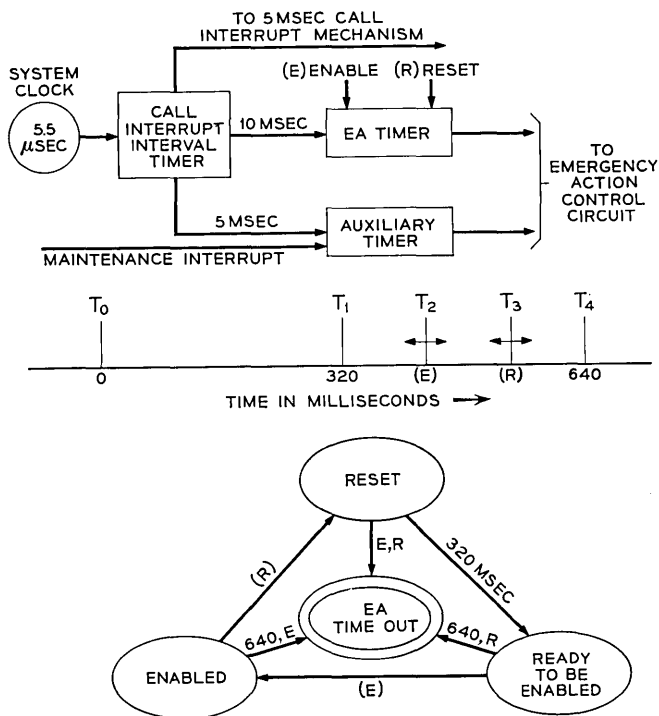 TO 5 MSEC CALL
INTERRUPT MECHANISM
SYSTEM
CLOCK
(E) ENABLE
(R) RESET
5.5
μSEC
CALL
INTERRUPT
INTERVAL
TIMER
10 MSEC
EA TIMER
TO
EMERGENCY
ACTION
CONTROL
CIRCUIT
5 MSEC
AUXILIARY
TIMER
MAINTENANCE INTERRUPT
T0
T1
T2
T3
T4
0
320
(E)
(R)
640
TIME IN MILLISECONDS
RESET
(R)
E,R
320 MSEC
EA
TIME OUT
640, E
640, R
ENABLED
READY
TO BE
ENABLED
(E)